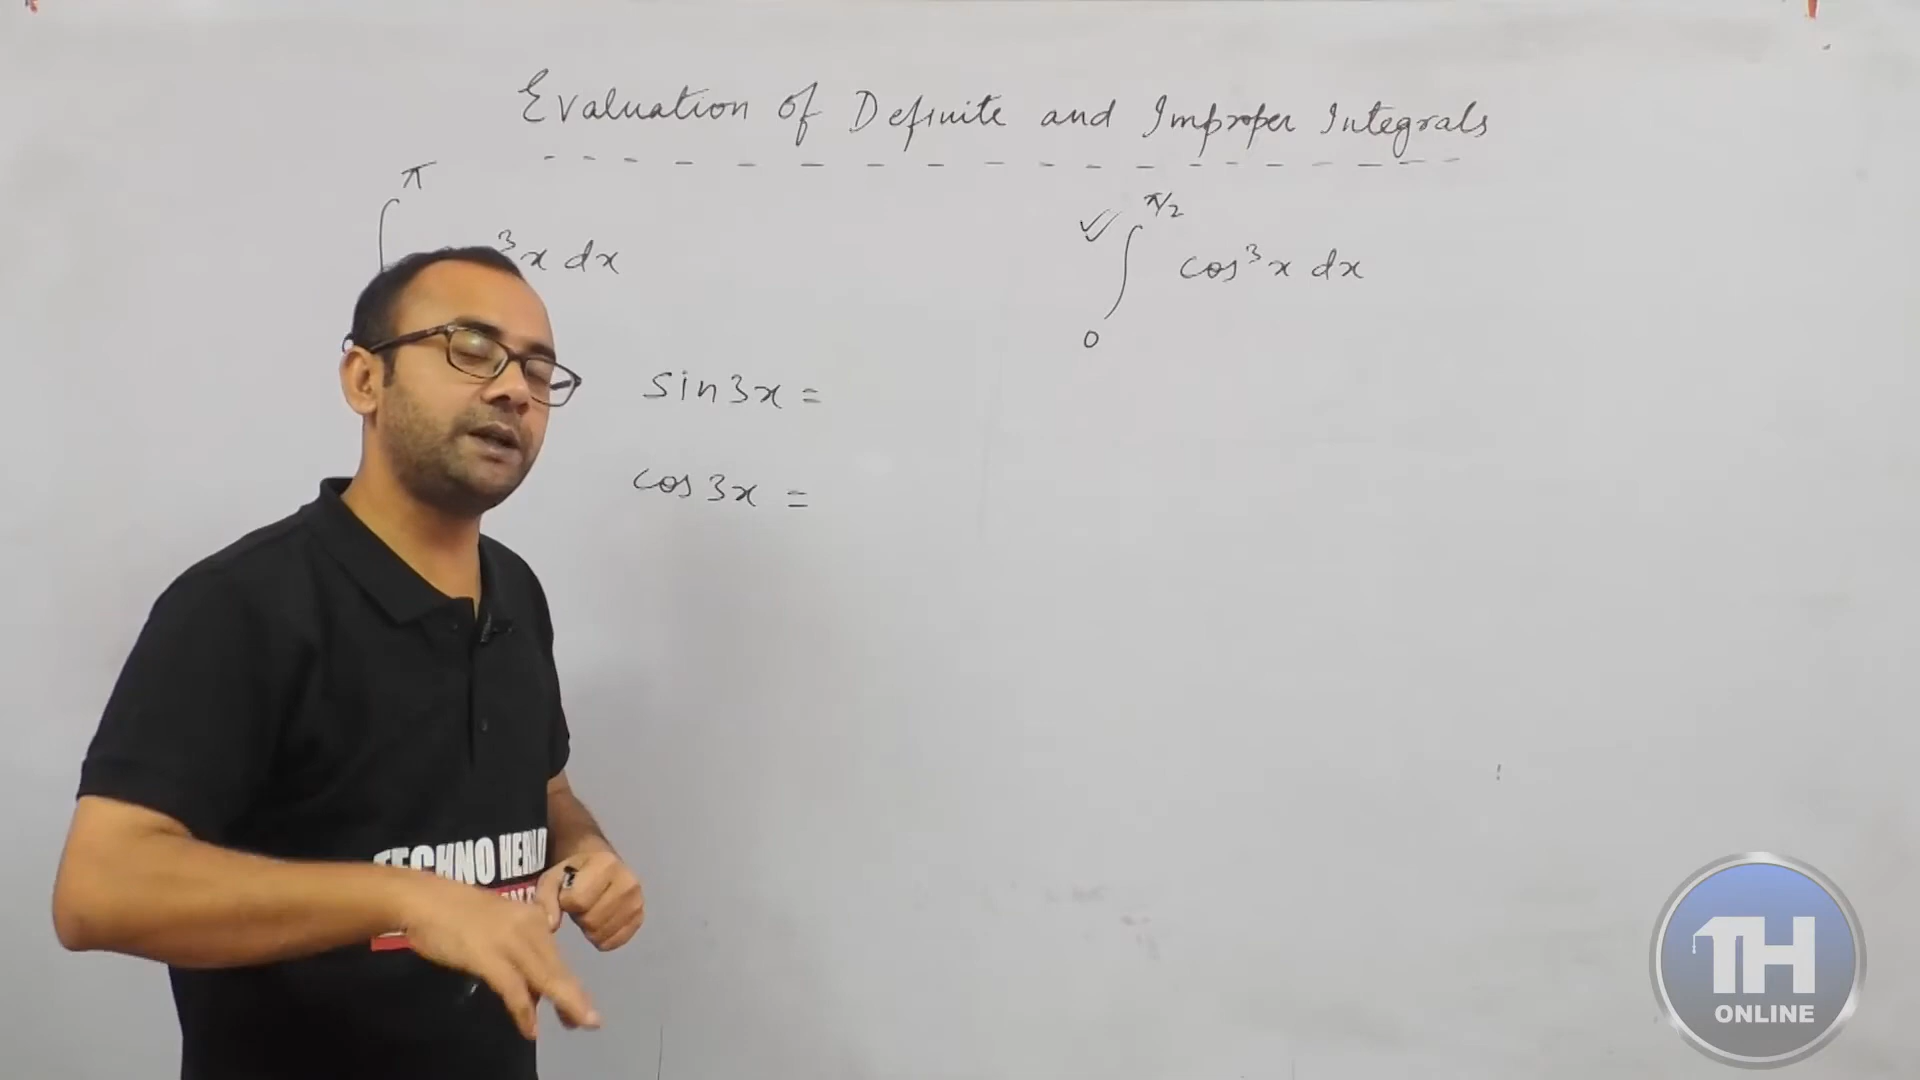 Evaluation of Definite and Improper Integrals
π
∫ ³x dx
π/2
∫ cos³x dx
0
sin3x =
cos3x =
TECHNO HERALD
TH
ONLINE